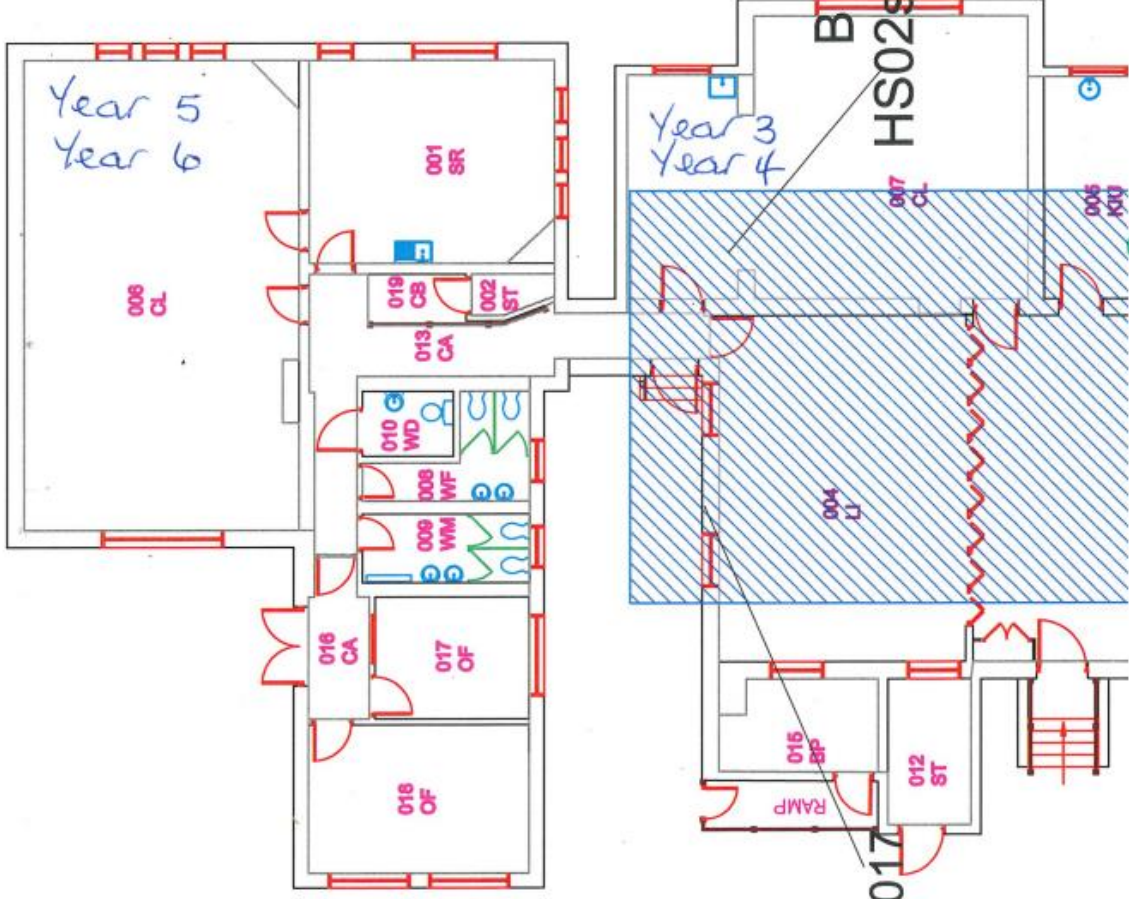 Year 5
Year 6
001
SR
Year 3
Year 4
B
HS02s
007
CL
005
KIU
006
CL
019
CB
002
ST
013
CA
010
WD
008
WF
009
WM
004
LI
016
CA
017
OF
018
OF
015
BP
012
ST
RAMP
017